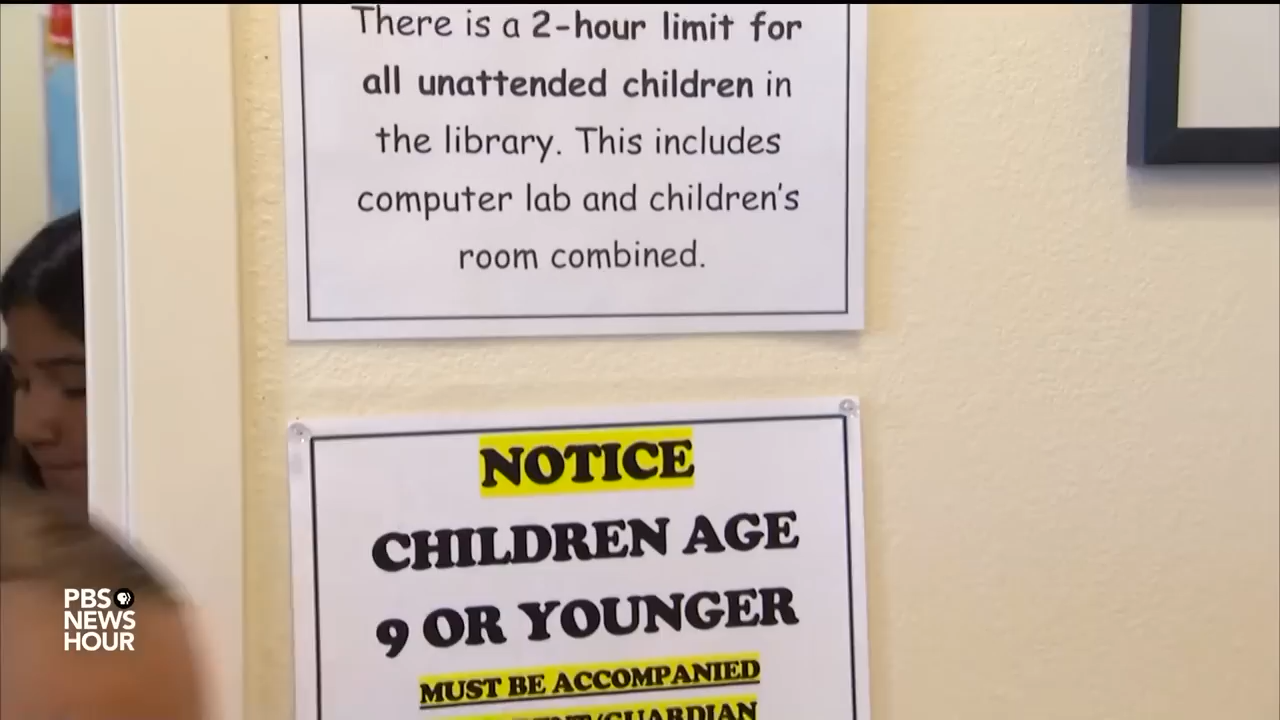 There is a 2-hour limit for
all unattended children in
the library. This includes
computer lab and children's
room combined.
NOTICE
CHILDREN AGE
9 OR YOUNGER
MUST BE ACCOMPANIED
/GUARDIAN
PBS
NEWS
HOUR